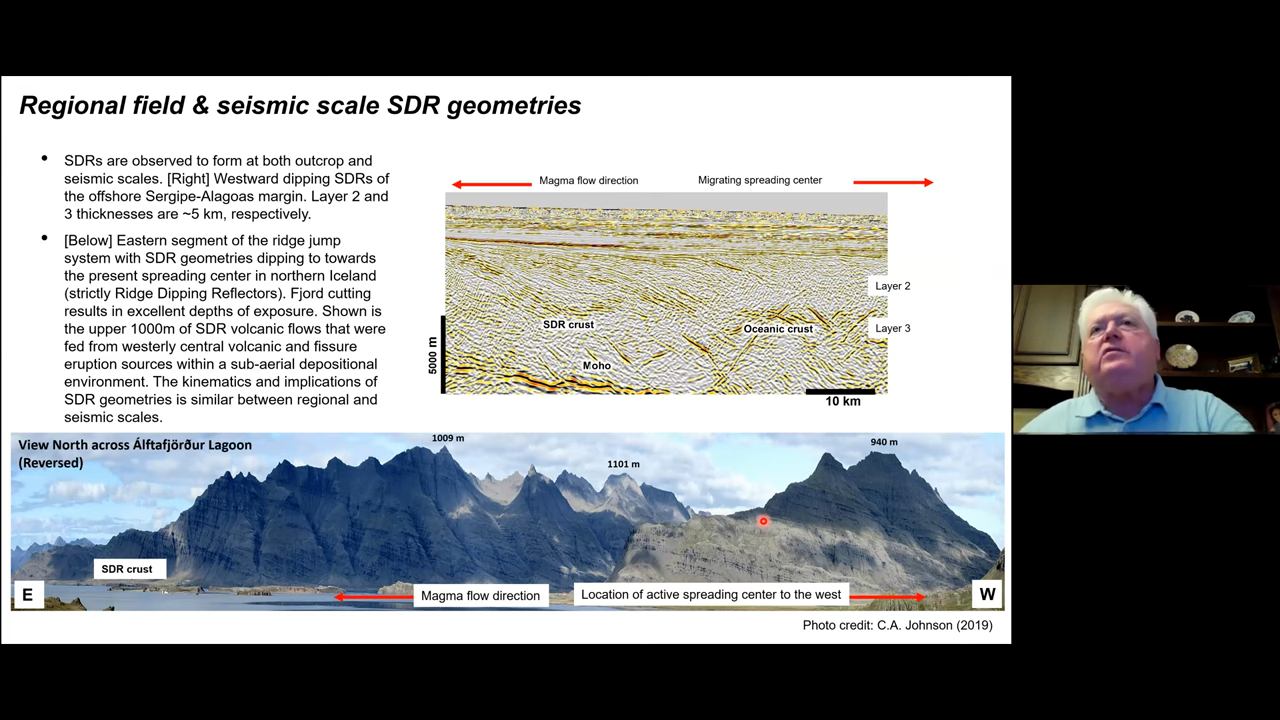 Regional field & seismic scale SDR geometries
• SDRs are observed to form at both outcrop and
seismic scales. [Right] Westward dipping SDRs of
the offshore Sergipe-Alagoas margin. Layer 2 and
3 thicknesses are ~5 km, respectively.
• [Below] Eastern segment of the ridge jump
system with SDR geometries dipping to towards
the present spreading center in northern Iceland
(strictly Ridge Dipping Reflectors). Fjord cutting
results in excellent depths of exposure. Shown is
the upper 1000m of SDR volcanic flows that were
fed from westerly central volcanic and fissure
eruption sources within a sub-aerial depositional
environment. The kinematics and implications of
SDR geometries is similar between regional and
seismic scales.
Magma flow direction
Migrating spreading center
Layer 2
Layer 3
SDR crust
Oceanic crust
Moho
5000 m
10 km
View North across Álftafjörður Lagoon
(Reversed)
1009 m
1101 m
940 m
SDR crust
E
Magma flow direction
Location of active spreading center to the west
W
Photo credit: C.A. Johnson (2019)